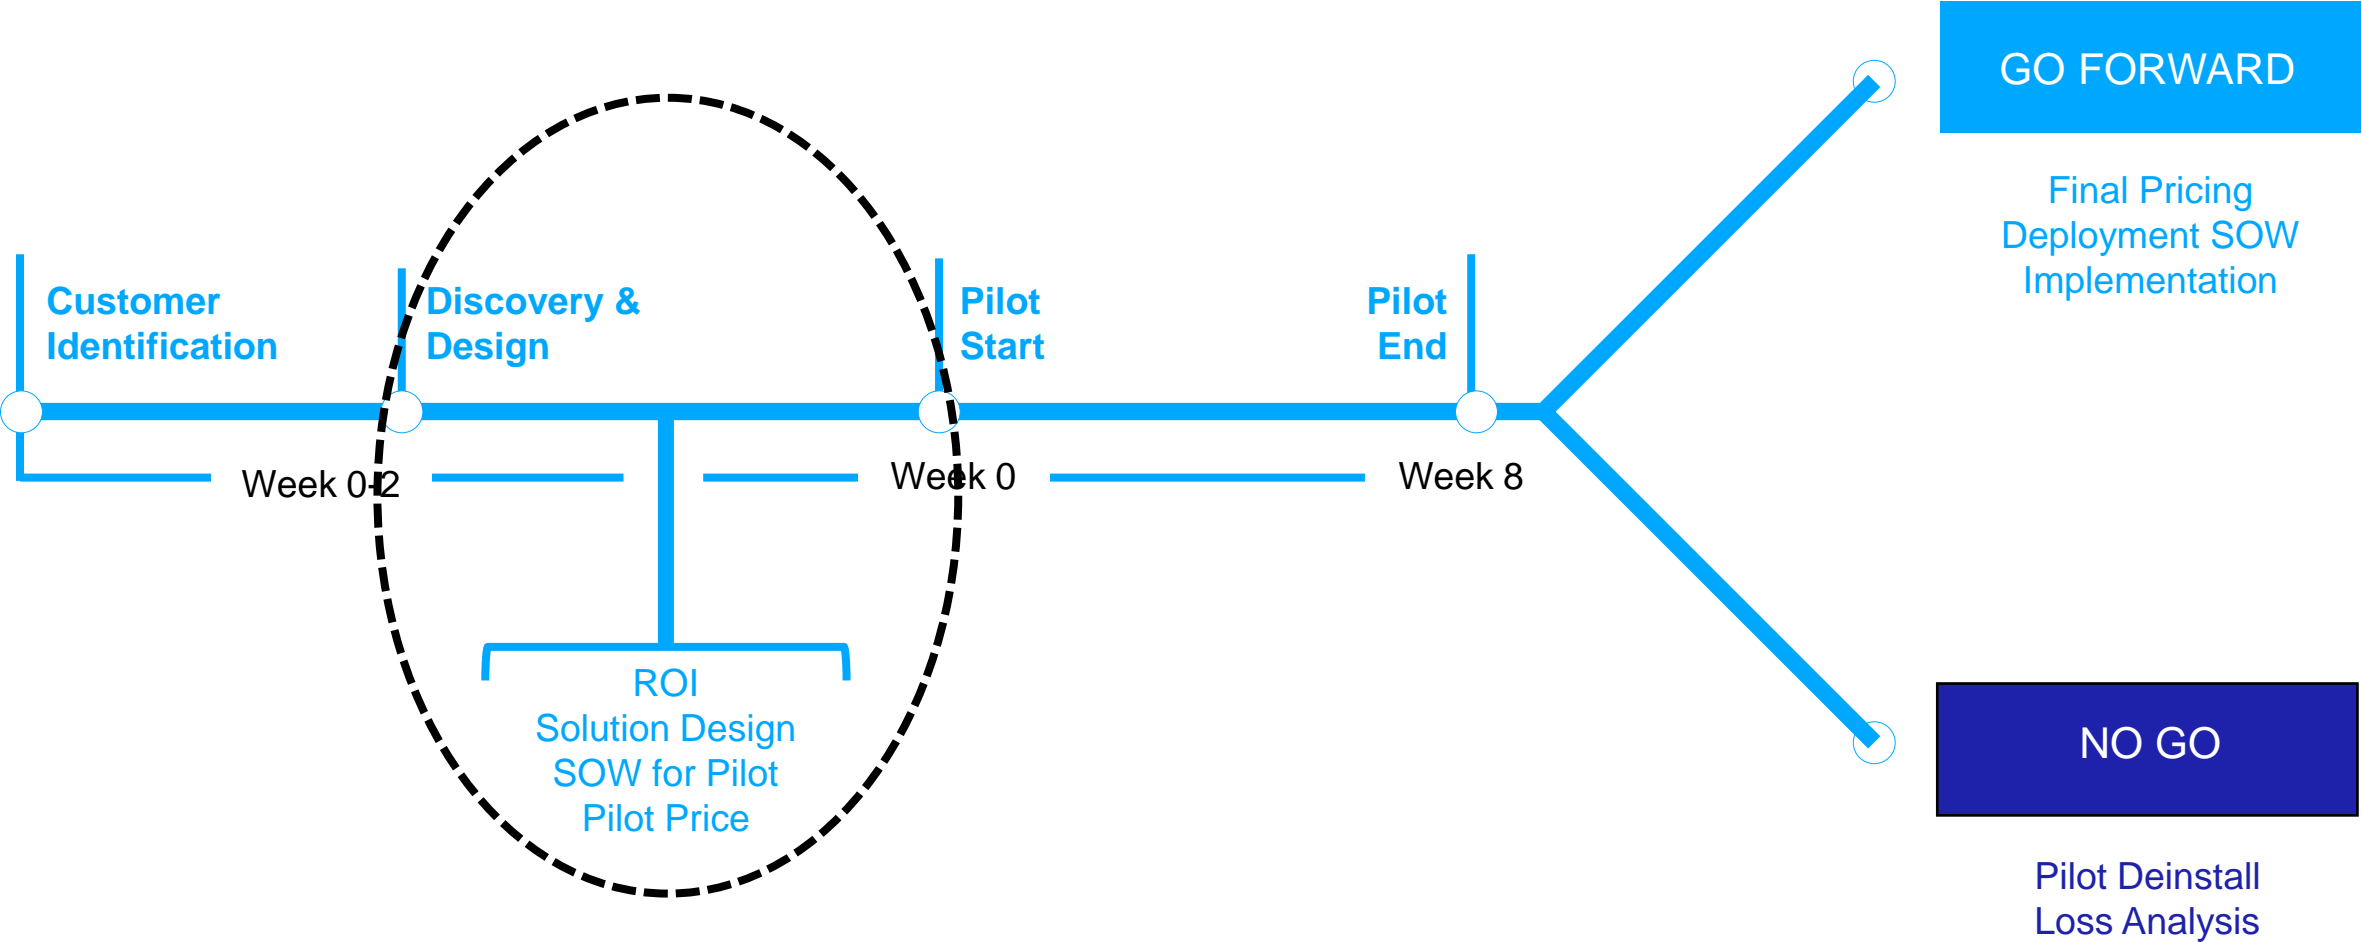 GO FORWARD
Final Pricing
Deployment SOW
Implementation
Customer
Identification
Discovery &
Design
Pilot
Start
Pilot
End
Week 0-2
Week 0
Week 8
ROI
Solution Design
SOW for Pilot
Pilot Price
NO GO
Pilot Deinstall
Loss Analysis